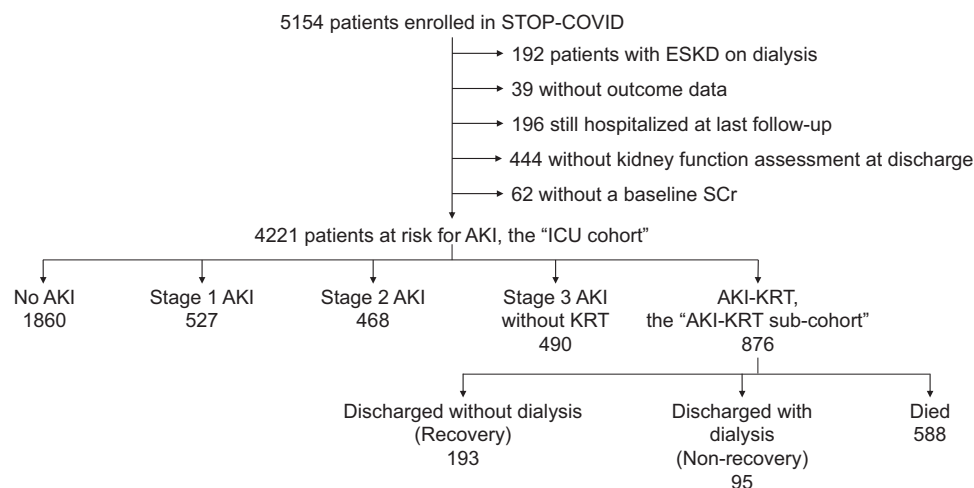 5154 patients enrolled in STOP-COVID
192 patients with ESKD on dialysis
39 without outcome data
196 still hospitalized at last follow-up
444 without kidney function assessment at discharge
62 without a baseline SCr
4221 patients at risk for AKI, the “ICU cohort”
No AKI
1860
Stage 1 AKI
527
Stage 2 AKI
468
Stage 3 AKI
without KRT
490
AKI-KRT,
the “AKI-KRT sub-cohort”
876
Discharged without dialysis
(Recovery)
193
Discharged with
dialysis
(Non-recovery)
95
Died
588